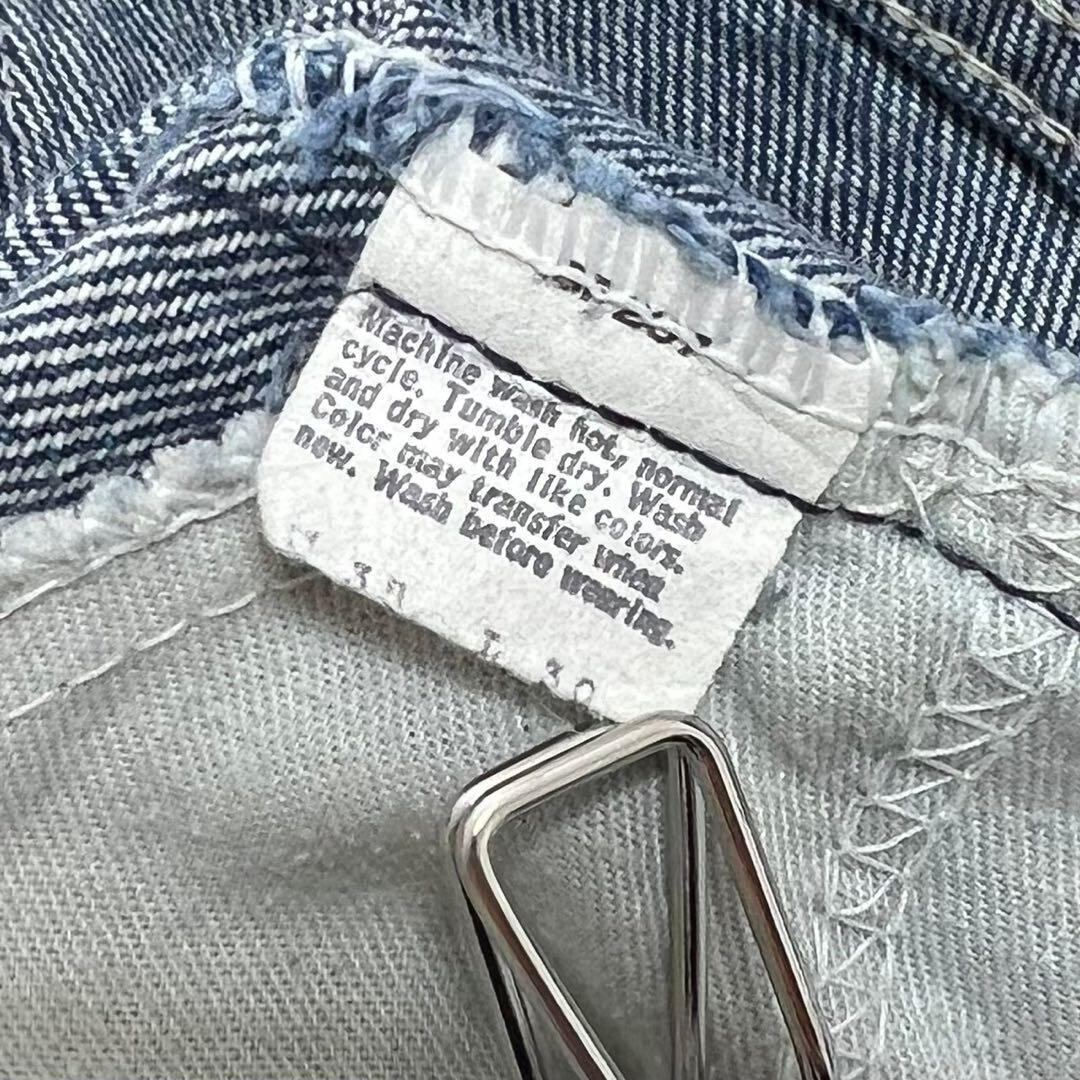 Machine wash hot, normal
cycle. Tumble dry. Wash
and dry with like colors.
Color may transfer when
new. Wash before wearing.